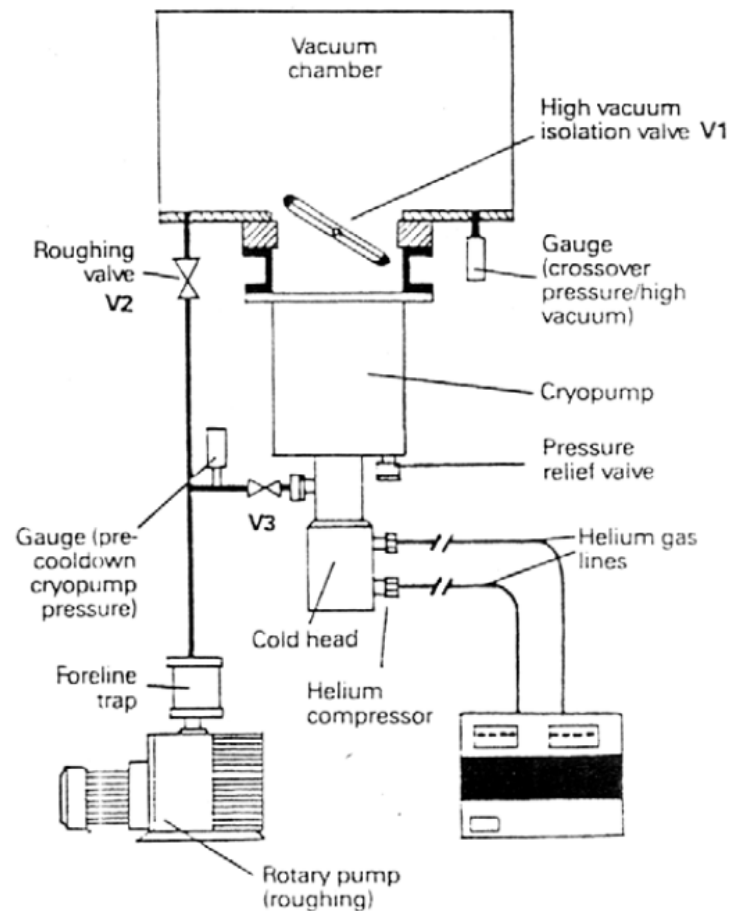 Vacuum
chamber
High vacuum
isolation valve V1
Roughing
valve
V2
Gauge
(crossover
pressure/high
vacuum)
Cryopump
Pressure
relief valve
V3
Gauge (pre-
cooldown
cryopump
pressure)
Helium gas
lines
Cold head
Foreline
trap
Helium
compressor
Rotary pump
(roughing)